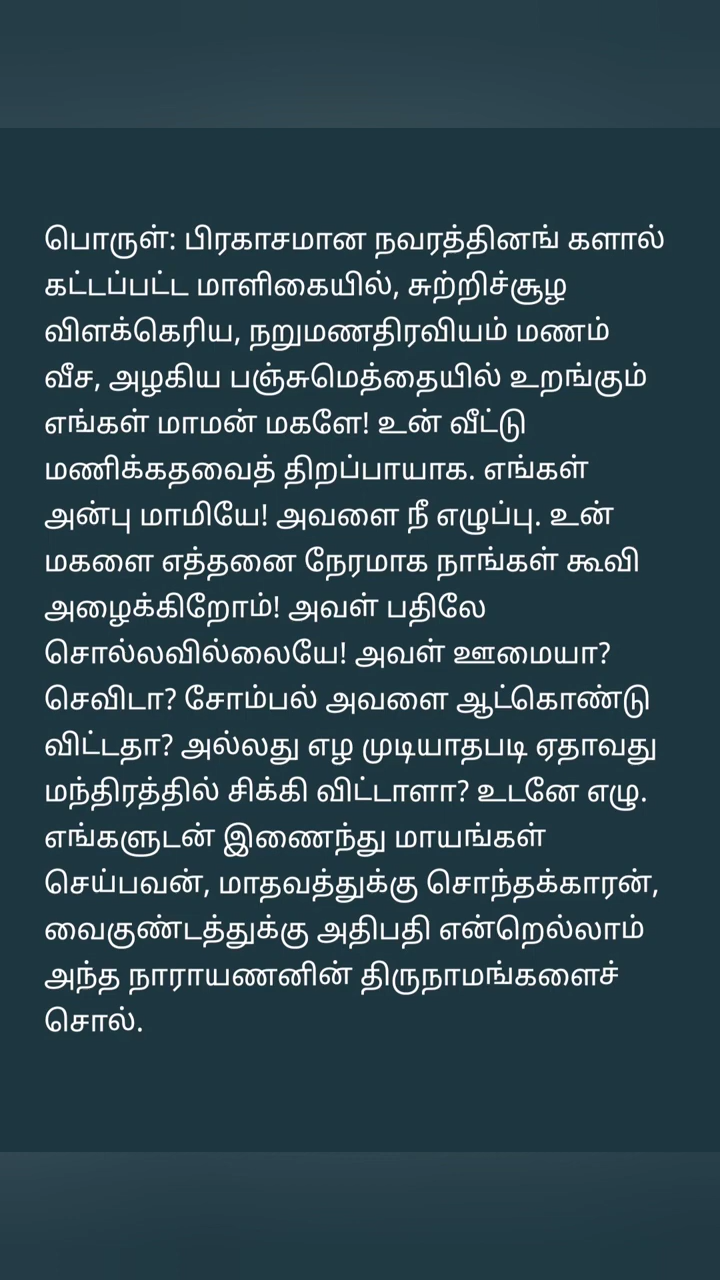 பொருள்: பிரகாசமான நவரத்தினங் களால்
கட்டப்பட்ட மாளிகையில், சுற்றிச்சூழ
விளக்கெரிய, நறுமணதிரவியம் மணம்
வீச, அழகிய பஞ்சுமெத்தையில் உறங்கும்
எங்கள் மாமன் மகளே! உன் வீட்டு
மணிக்கதவைத் திறப்பாயாக. எங்கள்
அன்பு மாமியே! அவளை நீ எழுப்பு. உன்
மகளை எத்தனை நேரமாக நாங்கள் கூவி
அழைக்கிறோம்! அவள் பதிலே
சொல்லவில்லையே! அவள் ஊமையா?
செவிடா? சோம்பல் அவளை ஆட்கொண்டு
விட்டதா? அல்லது எழ முடியாதபடி ஏதாவது
மந்திரத்தில் சிக்கி விட்டாளா? உடனே எழு.
எங்களுடன் இணைந்து மாயங்கள்
செய்பவன், மாதவத்துக்கு சொந்தக்காரன்,
வைகுண்டத்துக்கு அதிபதி என்றெல்லாம்
அந்த நாராயணனின் திருநாமங்களைச்
சொல்.